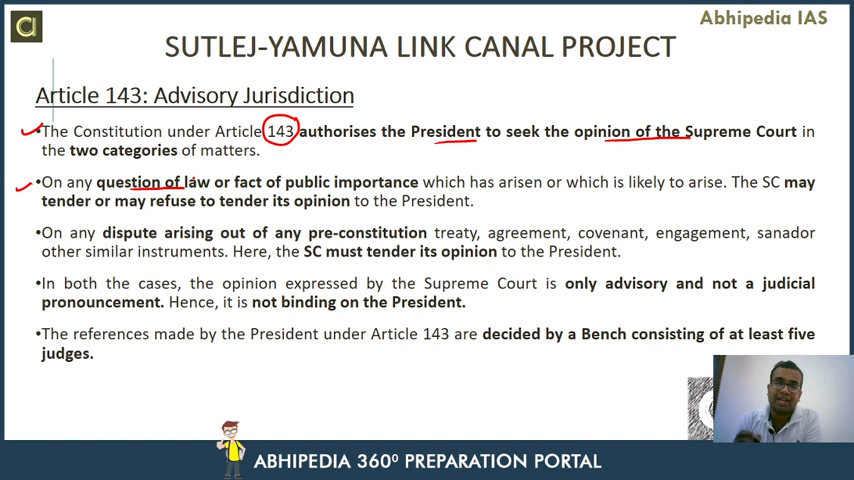 Abhipedia IAS
SUTLEJ-YAMUNA LINK CANAL PROJECT
Article 143: Advisory Jurisdiction
•The Constitution under Article 143 authorises the President to seek the opinion of the Supreme Court in
the two categories of matters.
•On any question of law or fact of public importance which has arisen or which is likely to arise. The SC may
tender or may refuse to tender its opinion to the President.
•On any dispute arising out of any pre-constitution treaty, agreement, covenant, engagement, sanador
other similar instruments. Here, the SC must tender its opinion to the President.
•In both the cases, the opinion expressed by the Supreme Court is only advisory and not a judicial
pronouncement. Hence, it is not binding on the President.
•The references made by the President under Article 143 are decided by a Bench consisting of at least five
judges.
ABHIPEDIA 360⁰ PREPARATION PORTAL